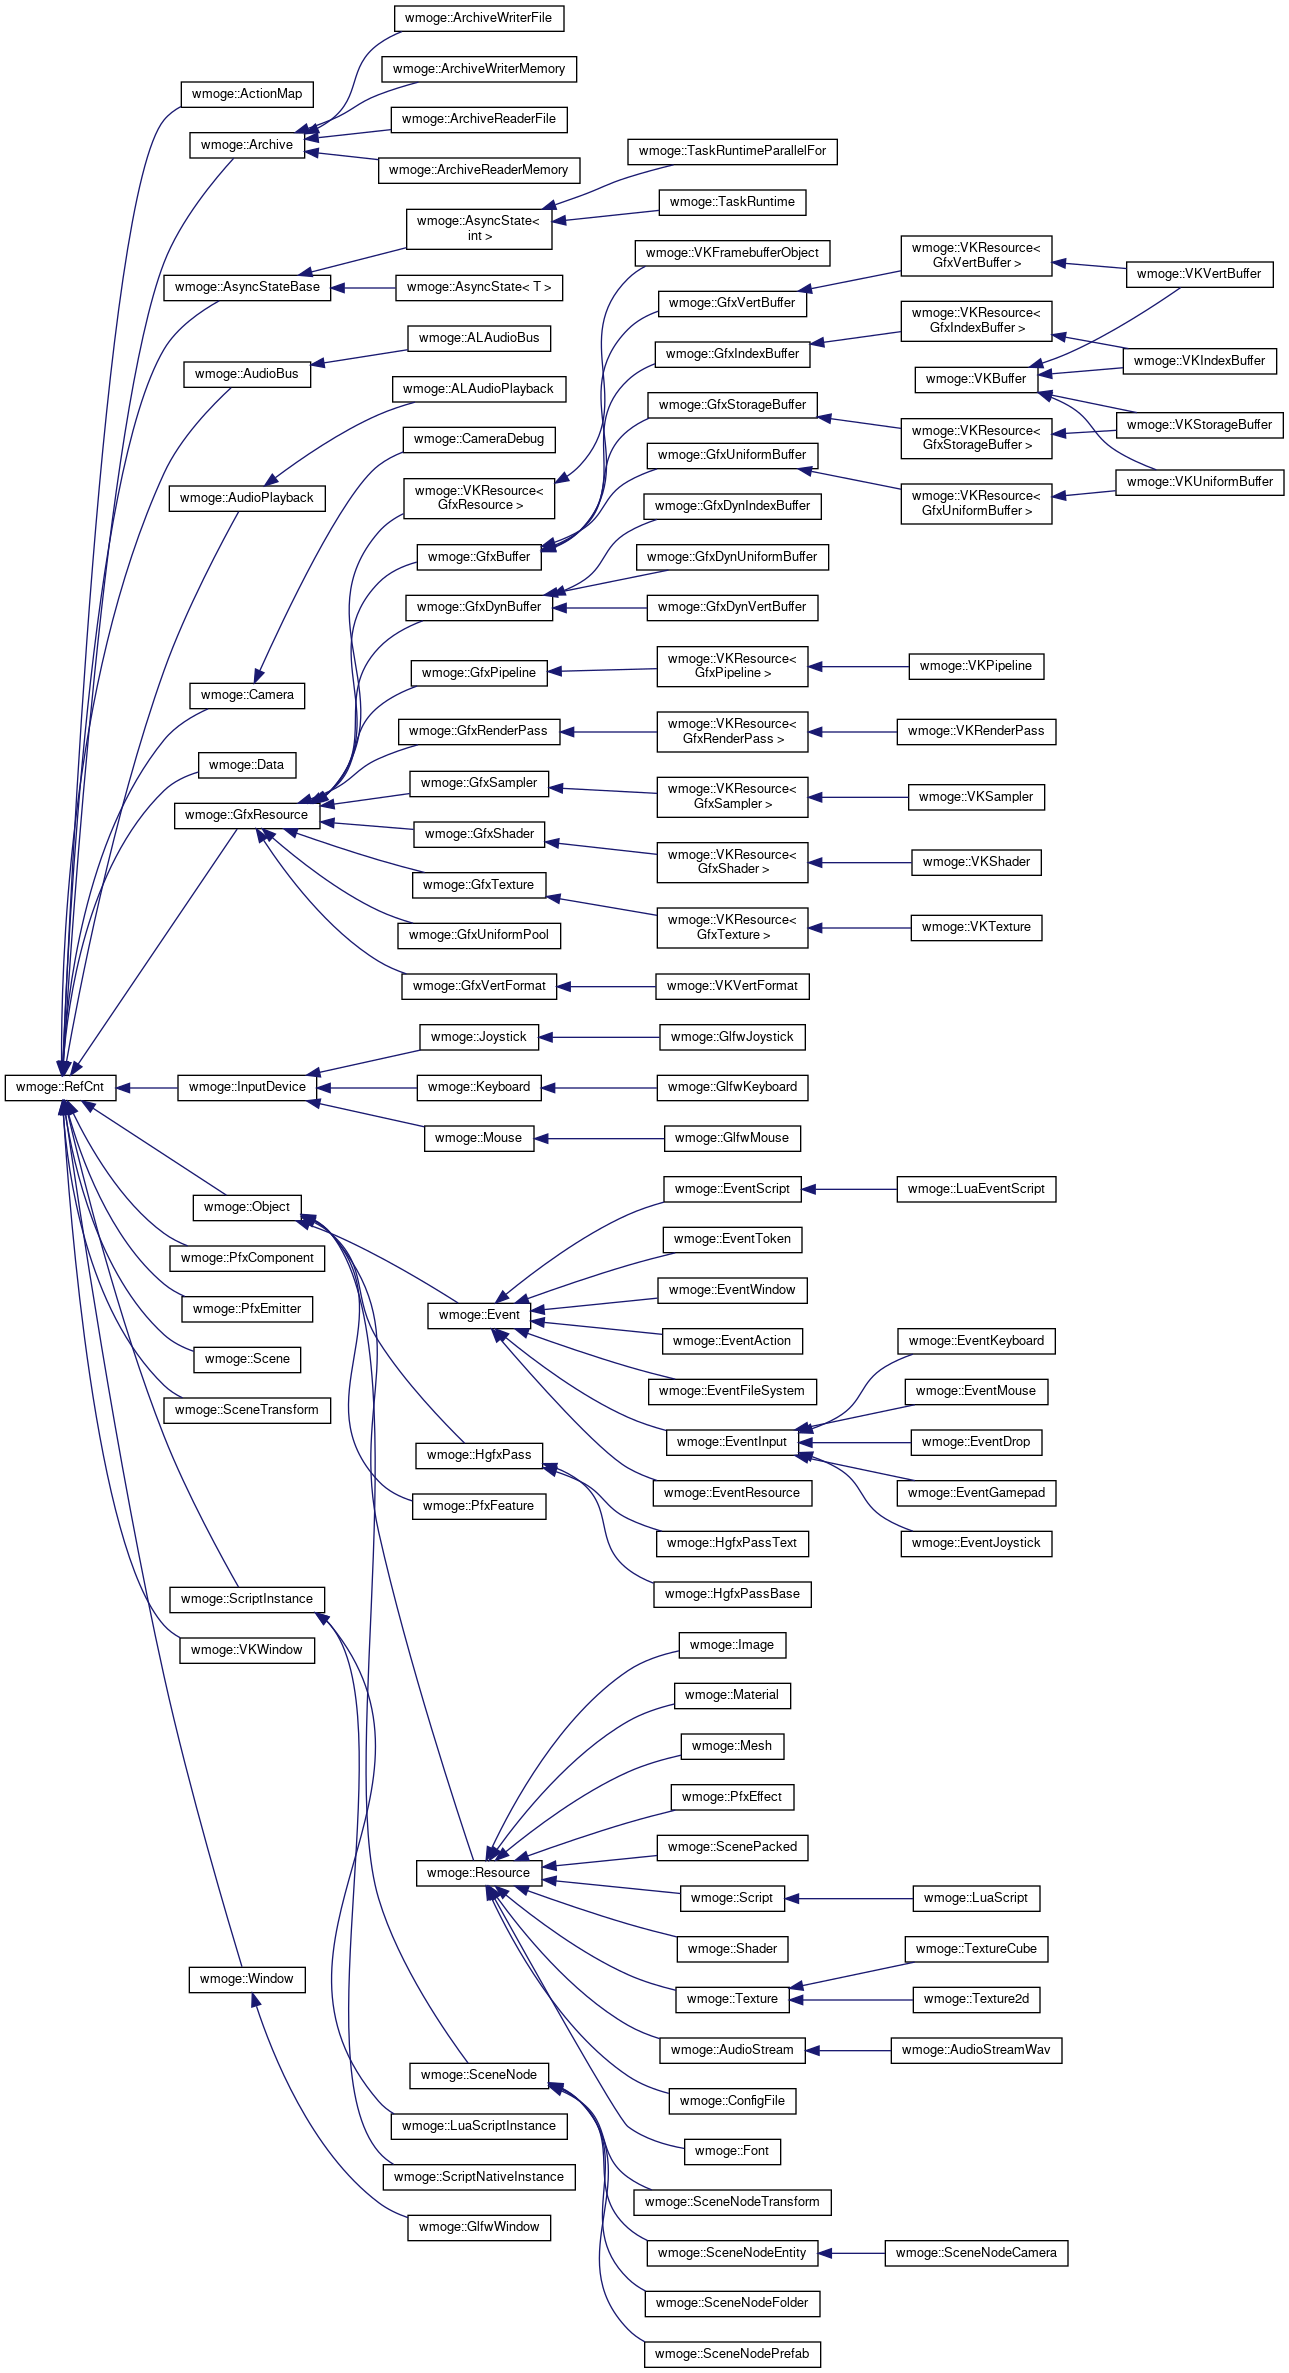 wmoge::ArchiveWriterFile
wmoge::ArchiveWriterMemory
wmoge::ActionMap
wmoge::ArchiveReaderFile
wmoge::Archive
wmoge::ArchiveReaderMemory
wmoge::TaskRuntimeParallelFor
wmoge::TaskRuntime
wmoge::AsyncState<
int >
wmoge::AsyncStateBase
wmoge::AsyncState< T >
wmoge::VKFramebufferObject
wmoge::VKResource<
GfxVertBuffer >
wmoge::VKVertBuffer
wmoge::GfxVertBuffer
wmoge::VKResource<
GfxIndexBuffer >
wmoge::ALAudioBus
wmoge::GfxIndexBuffer
wmoge::VKIndexBuffer
wmoge::AudioBus
wmoge::VKBuffer
wmoge::ALAudioPlayback
wmoge::GfxStorageBuffer
wmoge::VKStorageBuffer
wmoge::CameraDebug
wmoge::VKResource<
GfxStorageBuffer >
wmoge::GfxUniformBuffer
wmoge::VKUniformBuffer
wmoge::AudioPlayback
wmoge::VKResource<
GfxResource >
wmoge::VKResource<
GfxUniformBuffer >
wmoge::GfxDynIndexBuffer
wmoge::GfxBuffer
wmoge::GfxDynUniformBuffer
wmoge::GfxDynBuffer
wmoge::GfxDynVertBuffer
wmoge::GfxPipeline
wmoge::VKResource<
GfxPipeline >
wmoge::VKPipeline
wmoge::Camera
wmoge::GfxRenderPass
wmoge::VKResource<
GfxRenderPass >
wmoge::VKRenderPass
wmoge::Data
wmoge::GfxSampler
wmoge::VKResource<
GfxSampler >
wmoge::VKSampler
wmoge::GfxResource
wmoge::GfxShader
wmoge::VKResource<
GfxShader >
wmoge::VKShader
wmoge::GfxTexture
wmoge::VKResource<
GfxTexture >
wmoge::VKTexture
wmoge::GfxUniformPool
wmoge::GfxVertFormat
wmoge::VKVertFormat
wmoge::Joystick
wmoge::GlfwJoystick
wmoge::RefCnt
wmoge::InputDevice
wmoge::Keyboard
wmoge::GlfwKeyboard
wmoge::Mouse
wmoge::GlfwMouse
wmoge::EventScript
wmoge::LuaEventScript
wmoge::Object
wmoge::EventToken
wmoge::PfxComponent
wmoge::EventWindow
wmoge::PfxEmitter
wmoge::Event
wmoge::EventAction
wmoge::EventKeyboard
wmoge::Scene
wmoge::EventFileSystem
wmoge::EventMouse
wmoge::SceneTransform
wmoge::EventInput
wmoge::EventDrop
wmoge::HgfxPass
wmoge::EventResource
wmoge::EventGamepad
wmoge::PfxFeature
wmoge::HgfxPassText
wmoge::EventJoystick
wmoge::HgfxPassBase
wmoge::ScriptInstance
wmoge::VKWindow
wmoge::Image
wmoge::Material
wmoge::Mesh
wmoge::PfxEffect
wmoge::ScenePacked
wmoge::Resource
wmoge::Script
wmoge::LuaScript
wmoge::Shader
wmoge::TextureCube
wmoge::Window
wmoge::Texture
wmoge::Texture2d
wmoge::AudioStream
wmoge::AudioStreamWav
wmoge::SceneNode
wmoge::ConfigFile
wmoge::LuaScriptInstance
wmoge::Font
wmoge::ScriptNativeInstance
wmoge::SceneNodeTransform
wmoge::GlfwWindow
wmoge::SceneNodeEntity
wmoge::SceneNodeCamera
wmoge::SceneNodeFolder
wmoge::SceneNodePrefab